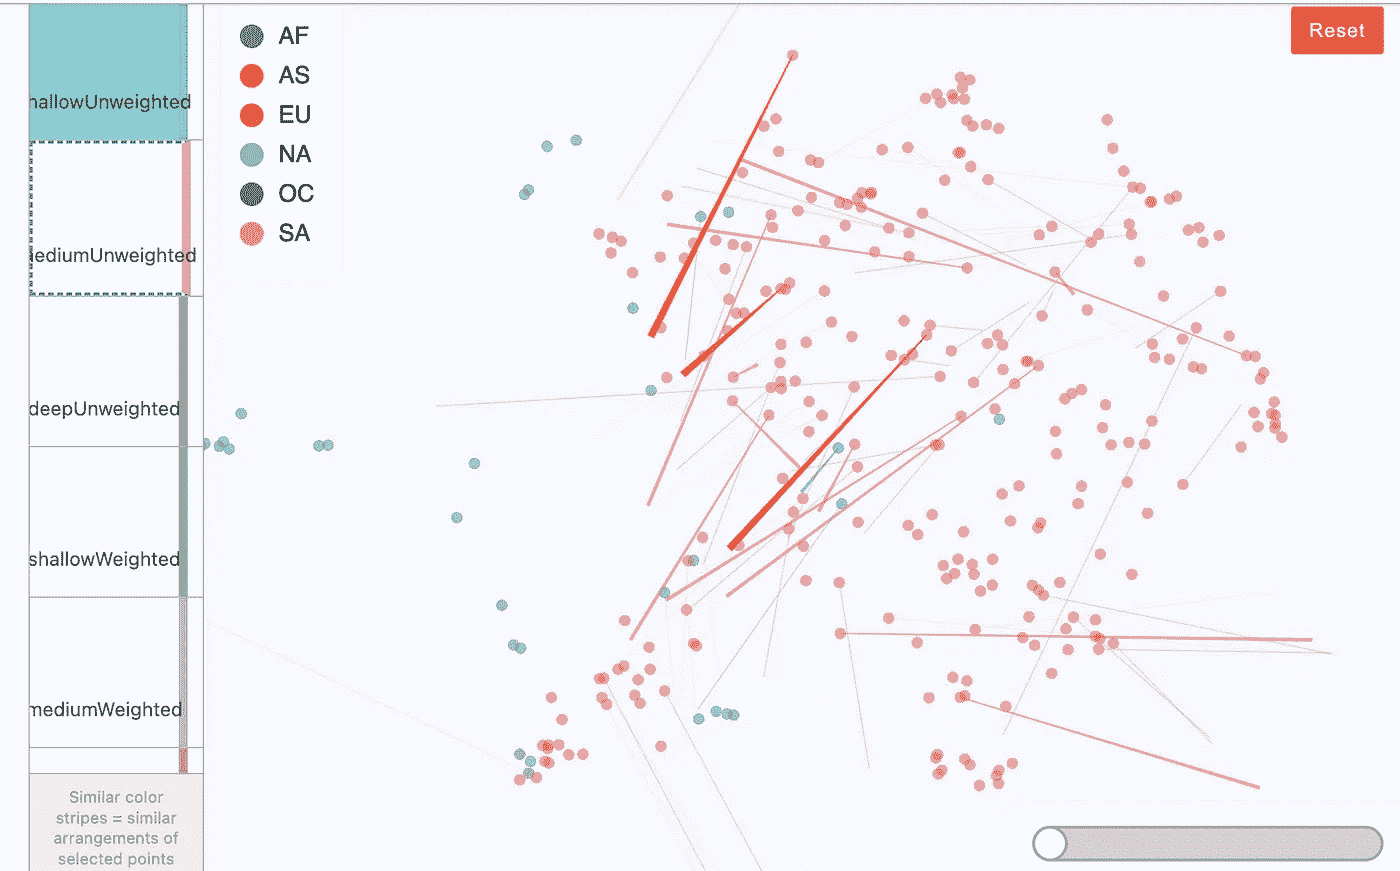 hallowUnweighted
ediumUnweighted
deepUnweighted
shallowWeighted
mediumWeighted
Similar color
stripes = similar
arrangements of
selected points
AF
AS
EU
NA
OC
SA
Reset